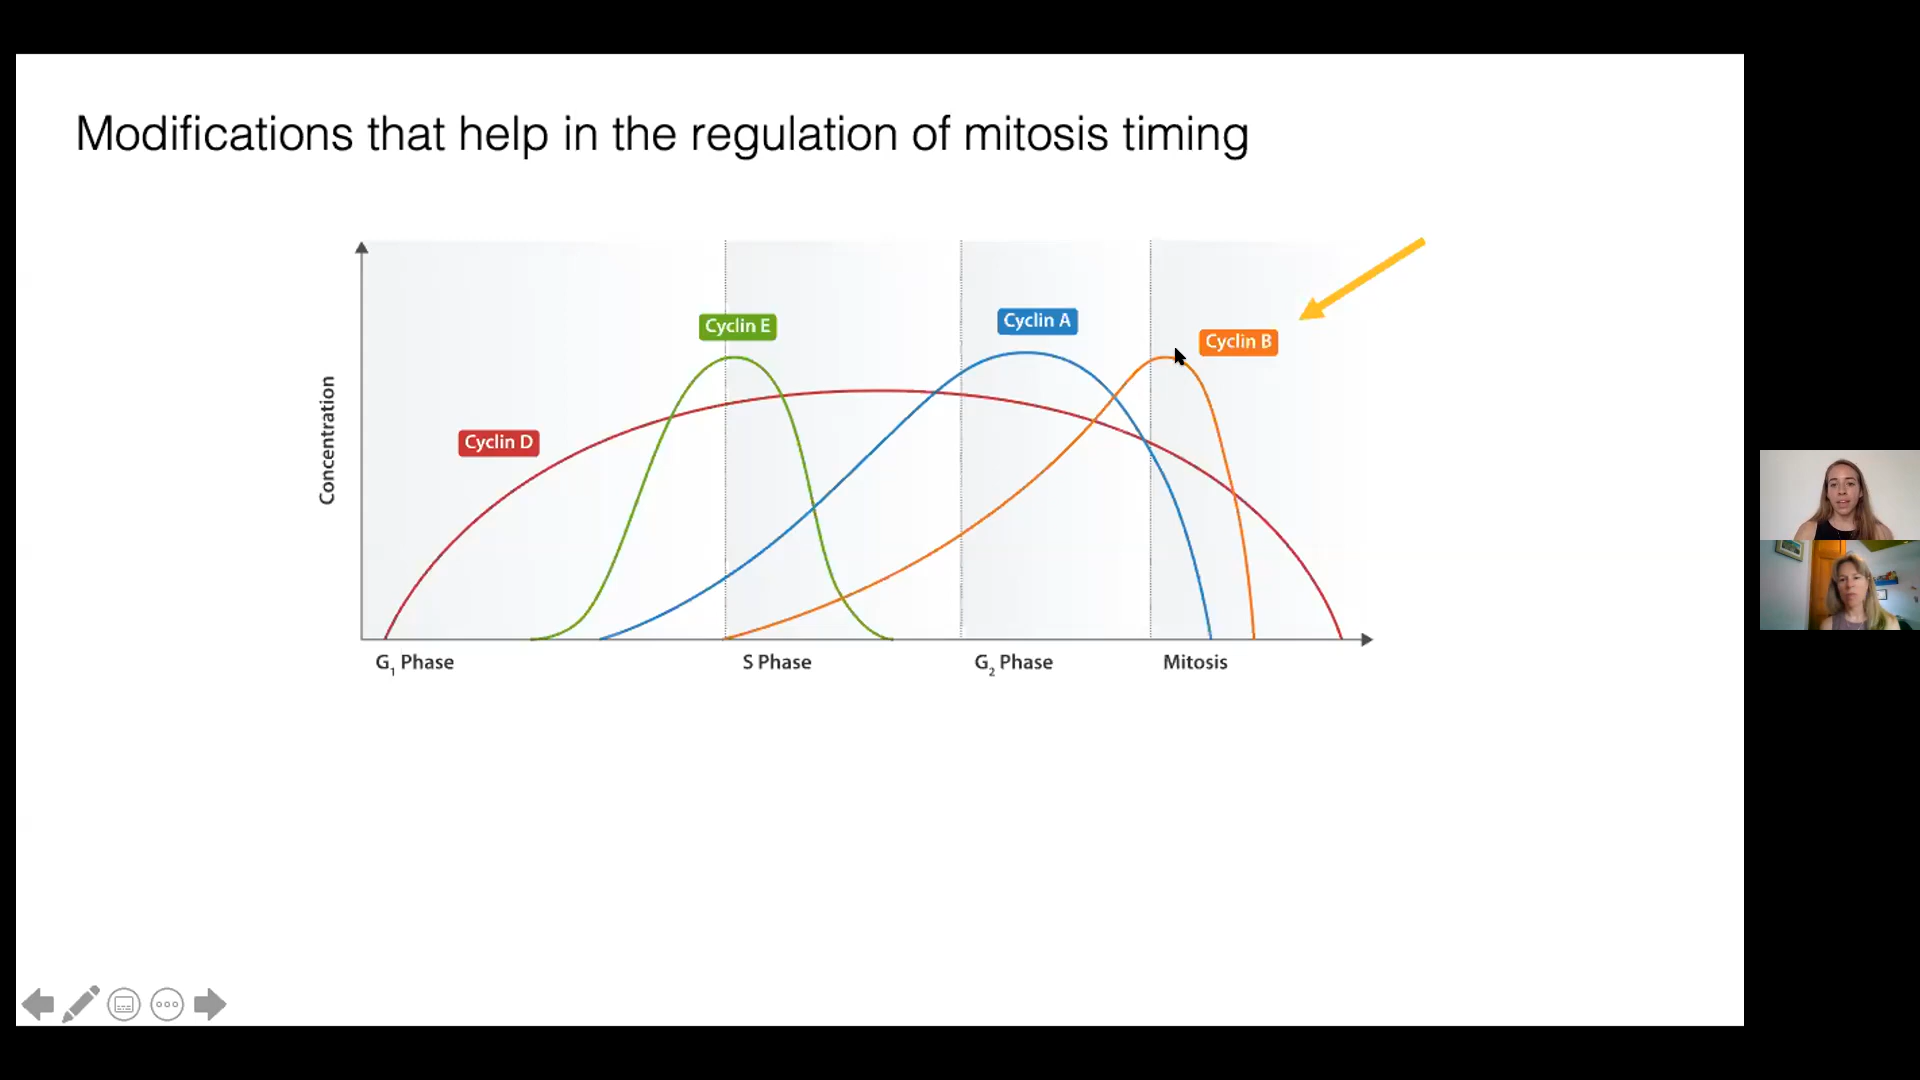 Modifications that help in the regulation of mitosis timing
Cyclin E
Cyclin A
Cyclin B
Cyclin D
Concentration
G₁ Phase
S Phase
G₂ Phase
Mitosis